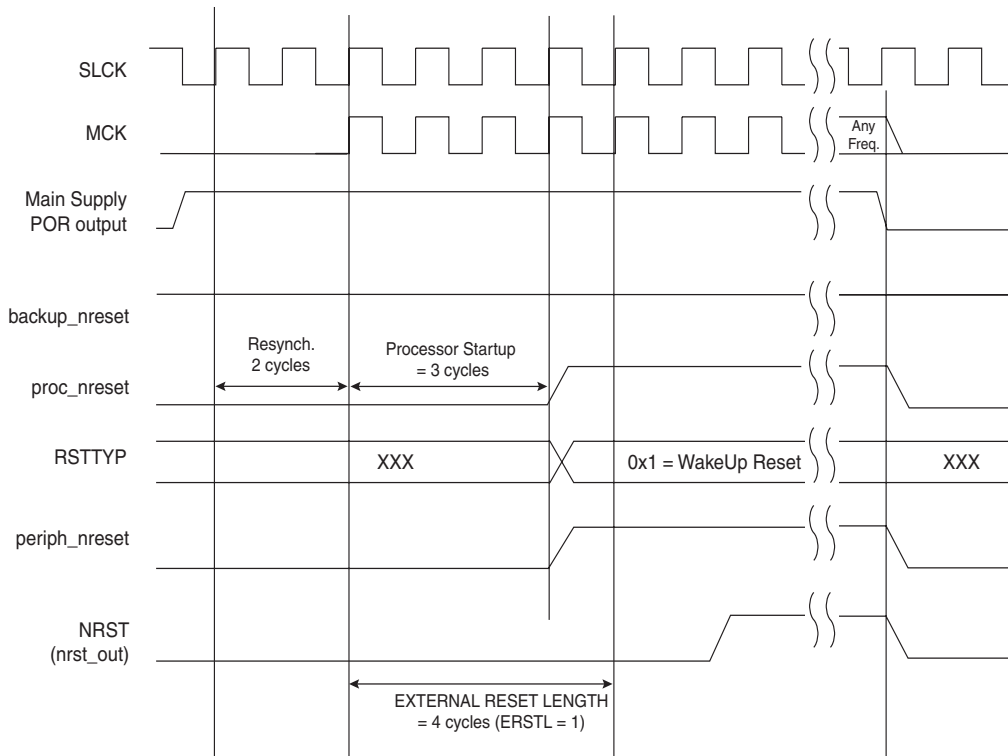 SLCK
MCK
Any
Freq.
Main Supply
POR output
backup_nreset
Resynch.
2 cycles
Processor Startup
= 3 cycles
proc_nreset
RSTTYP
XXX
0x1 = WakeUp Reset
XXX
periph_nreset
NRST
(nrst_out)
EXTERNAL RESET LENGTH
= 4 cycles (ERSTL = 1)